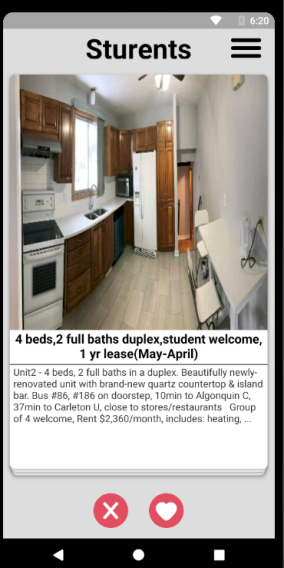 6:20
Sturents
4 beds,2 full baths duplex,student welcome,
1 yr lease(May-April)
Unit2 - 4 beds, 2 full baths in a duplex. Beautifully newly-
renovated unit with brand-new quartz countertop & island
bar. Bus #86, #186 on doorstep, 10min to Algonquin C,
37min to Carleton U, close to stores/restaurants Group
of 4 welcome, Rent $2,360/month, includes: heating, ...